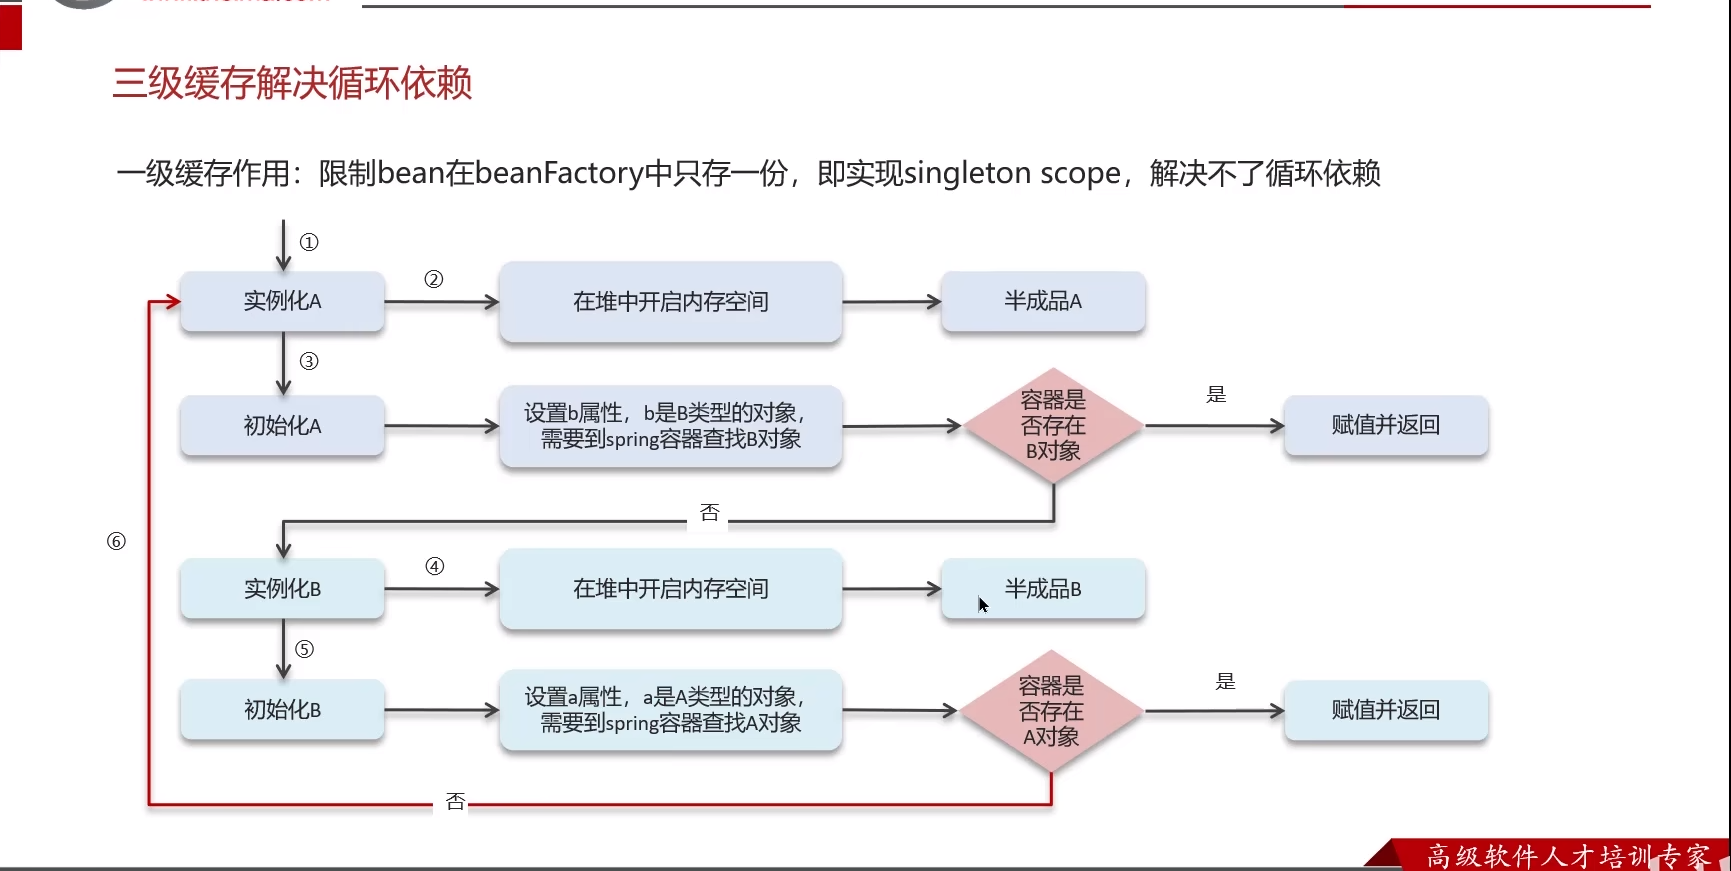 三级缓存解决循环依赖
一级缓存作用：限制bean在beanFactory中只存一份，即实现singleton scope，解决不了循环依赖
①
实例化A
②
在堆中开启内存空间
半成品A
③
初始化A
设置b属性，b是B类型的对象，
需要到spring容器查找B对象
容器是
否存在
B对象
是
赋值并返回
否
⑥
实例化B
④
在堆中开启内存空间
半成品B
⑤
初始化B
设置a属性，a是A类型的对象，
需要到spring容器查找A对象
容器是
否存在
A对象
是
赋值并返回
否
高级软件人才培训专家